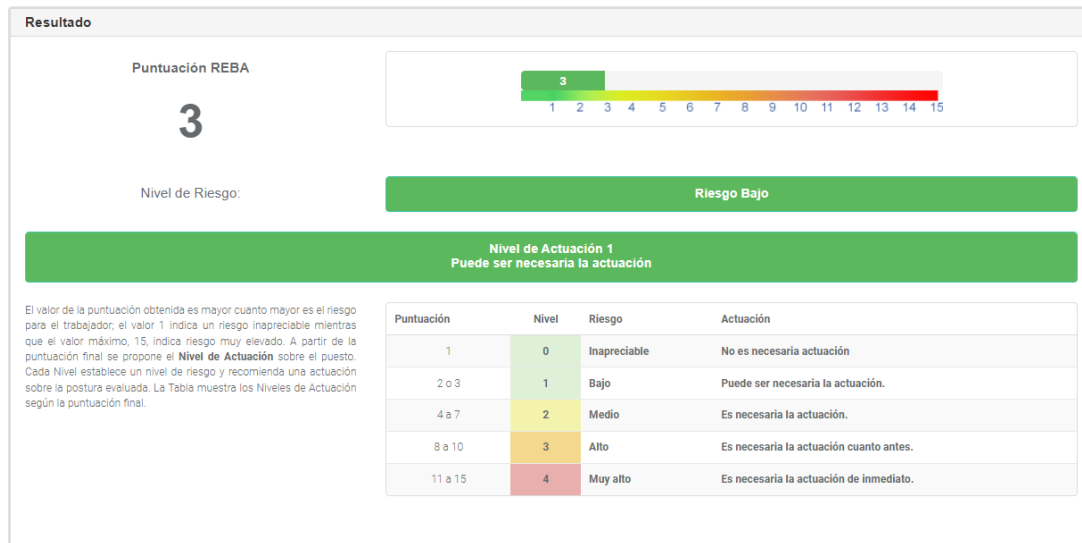 Resultado
Puntuación REBA
3
3
1 2 3 4 5 6 7 8 9 10 11 12 13 14 15
Nivel de Riesgo:
Riesgo Bajo
Nivel de Actuación 1
Puede ser necesaria la actuación
El valor de la puntuación obtenida es mayor cuanto mayor es el riesgo
para el trabajador; el valor 1 indica un riesgo inapreciable mientras
que el valor máximo, 15, indica riesgo muy elevado. A partir de la
puntuación final se propone el Nivel de Actuación sobre el puesto.
Cada Nivel establece un nivel de riesgo y recomienda una actuación
sobre la postura evaluada. La Tabla muestra los Niveles de Actuación
según la puntuación final.
Puntuación Nivel Riesgo Actuación
1 0 Inapreciable No es necesaria actuación
2 o 3 1 Bajo Puede ser necesaria la actuación.
4 a 7 2 Medio Es necesaria la actuación.
8 a 10 3 Alto Es necesaria la actuación cuanto antes.
11 a 15 4 Muy alto Es necesaria la actuación de inmediato.